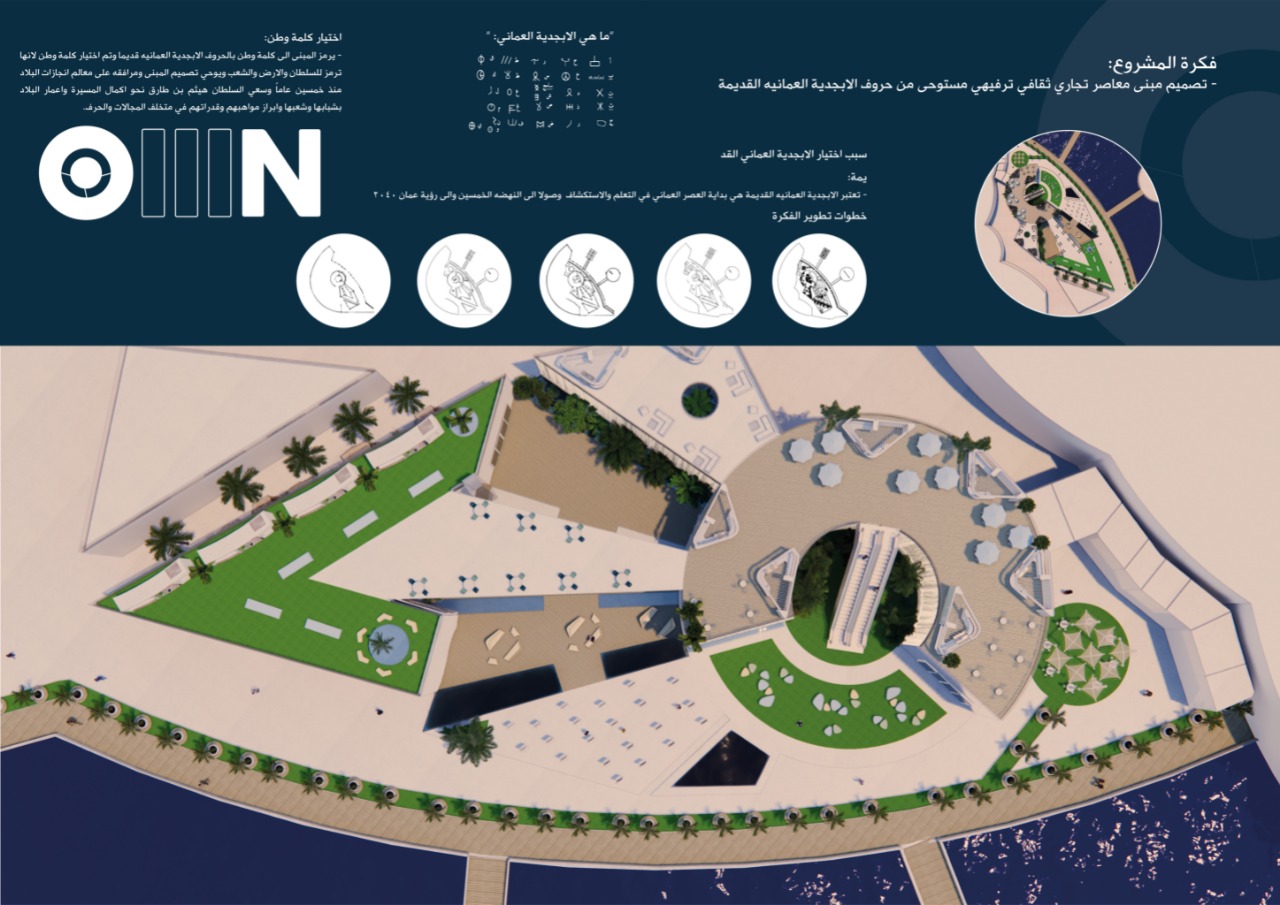 فكرة المشروع:
- تصميم مبنى معاصر تجاري ثقافي ترفيهي مستوحى من حروف الابجدية العمانيه القديمة
"ما هي الابجدية العماني: "
اختيار كلمة وطن:
- يرمز المبنى الى كلمة وطن بالحروف الابجدية العمانيه قديما وتم اختيار كلمة وطن لانها
ترمز للسلطان والارض والشعب ويوحي تصميم المبنى ومرافقه على معالم انجازات البلاد
منذ خمسين عاماً وسعي السلطان هيثم بن طارق نحو اكمال المسيرة واعمار البلاد
بشبابها وشعبها وابراز مواهبهم وقدراتهم في متخلف المجالات والحرف.
سبب اختيار الابجدية العماني القد
يمة:
- تعتبر الابجدية العمانيه القديمة هي بداية العصر العماني في التعلم والاستكشاف وصولا الى النهضه الخمسين والى رؤية عمان ٢٠٤٠
خطوات تطوير الفكرة